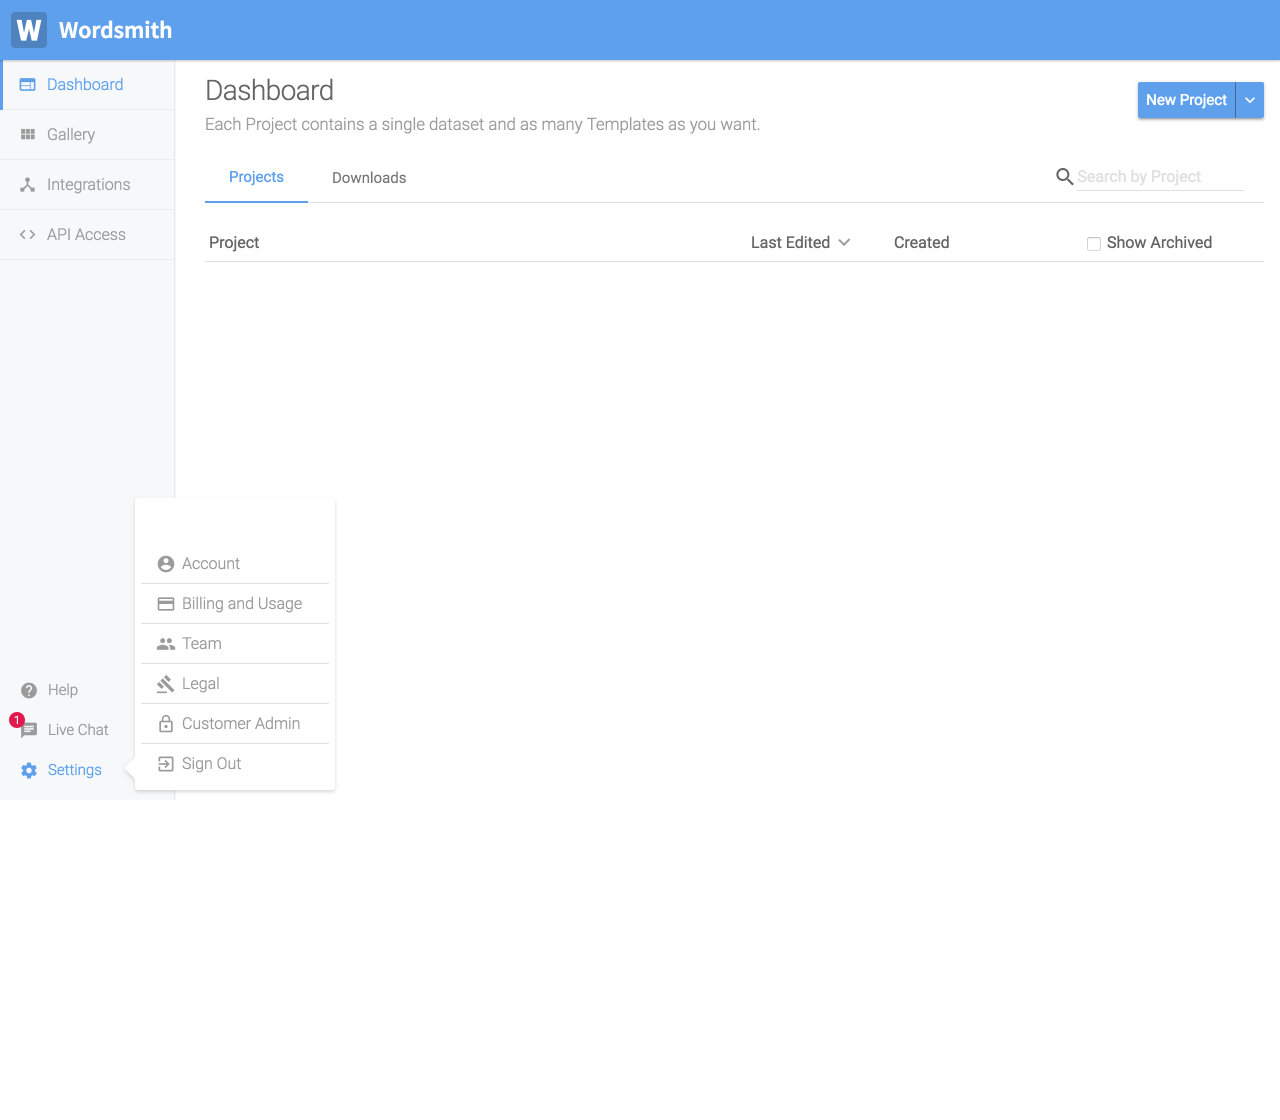 W Wordsmith
Dashboard
Gallery
Integrations
API Access
Dashboard
New Project
Each Project contains a single dataset and as many Templates as you want.
Projects
Downloads
Search by Project
Project
Last Edited
Created
Show Archived
Account
Billing and Usage
Team
Legal
Customer Admin
Sign Out
Help
1
Live Chat
Settings